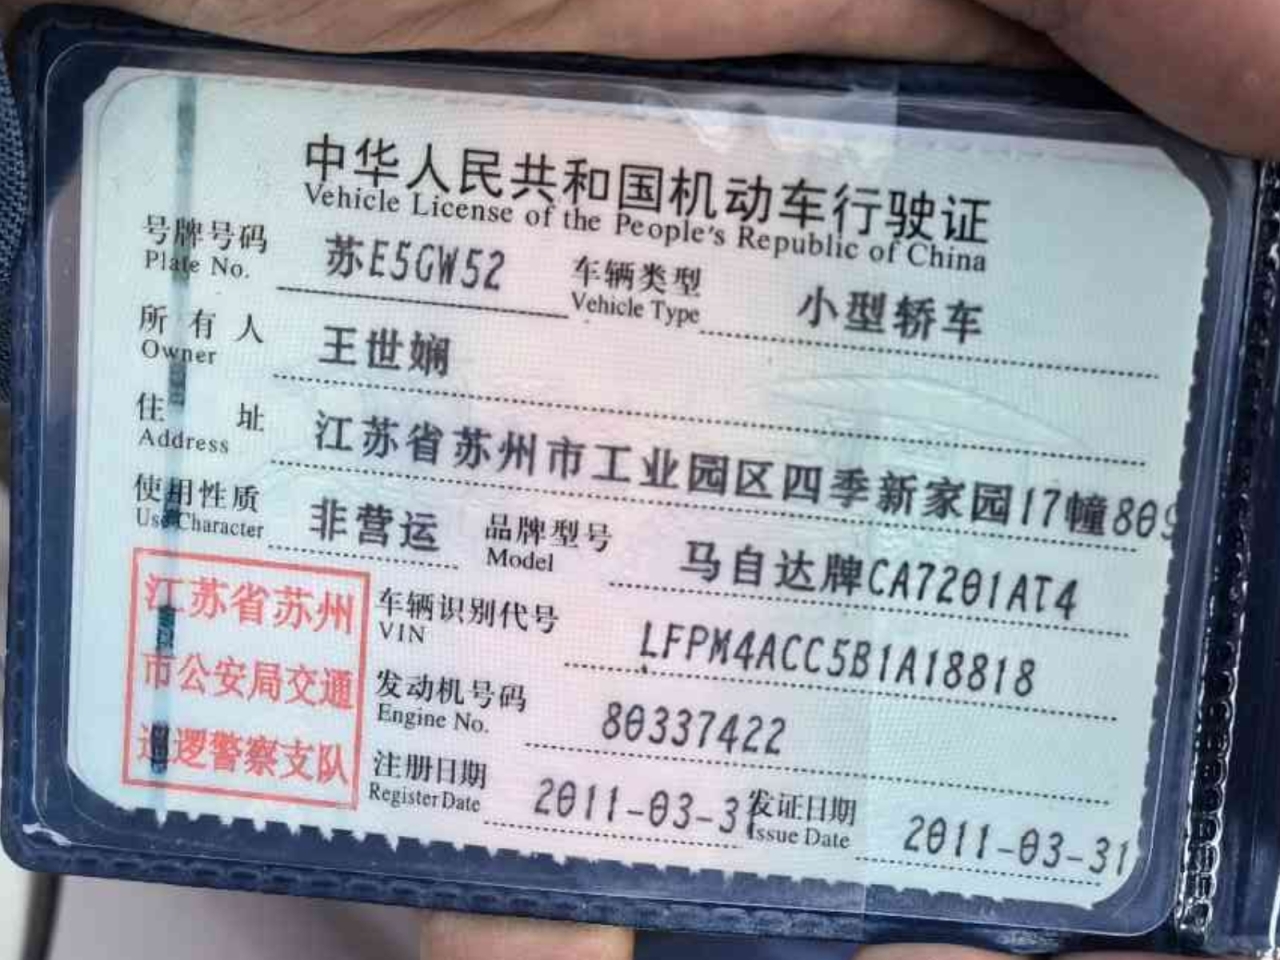 中华人民共和国机动车行驶证
Vehicle License of the People's Republic of China
号牌号码 苏E5GW52 车辆类型 小型轿车
Plate No. Vehicle Type
所有人 王世娴
Owner
住址 江苏省苏州市工业园区四季新家园17幢809
Address
使用性质 非营运 品牌型号 马自达牌CA7201AT4
Use Character Model
江苏省苏州
市公安局交通
巡逻警察支队
车辆识别代号 LFPM4ACC5B1A18818
VIN
发动机号码 80337422
Engine No.
注册日期 2011-03-31 发证日期 2011-03-31
Register Date Issue Date